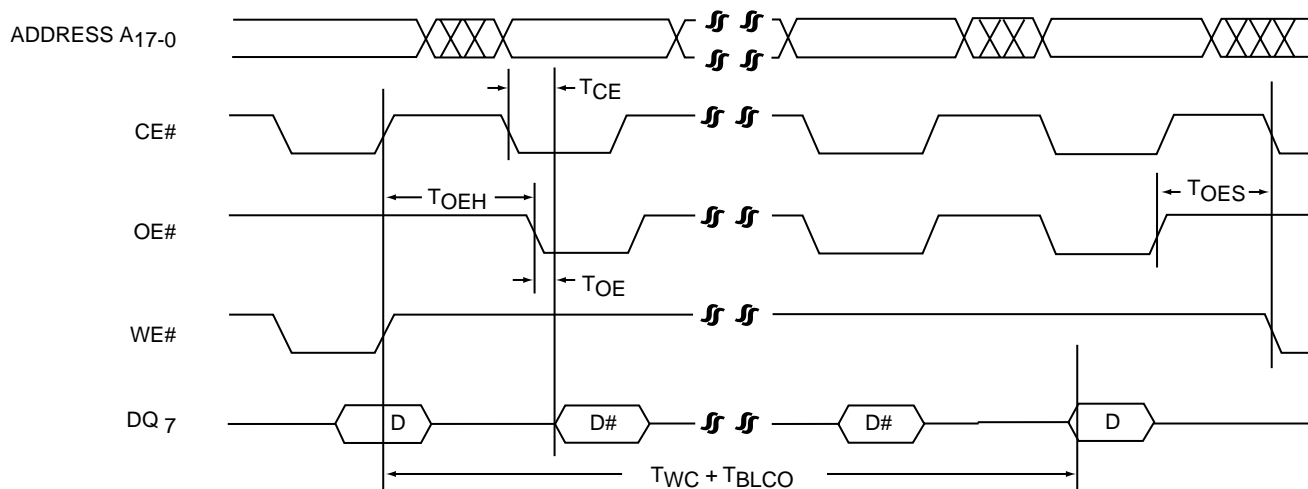 ADDRESS A17-0
TCE
CE#
TOEH
TOES
OE#
TOE
WE#
DQ 7
D
D#
D#
D
TWC + TBLCO